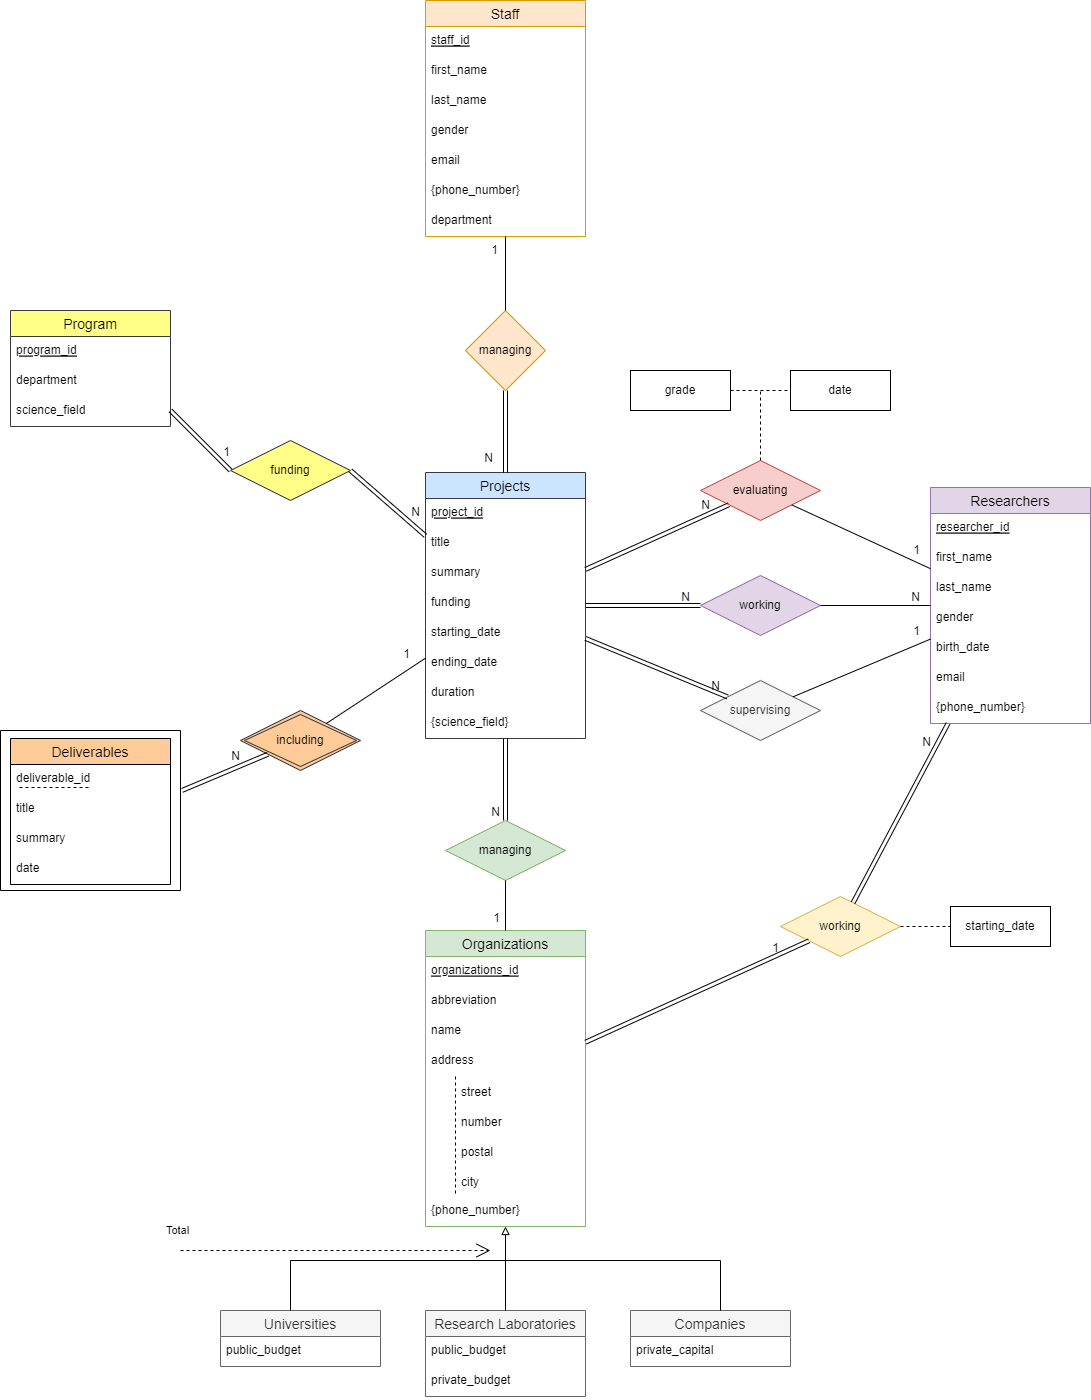 Staff
staff_id
first_name
last_name
gender
email
{phone_number}
department
1
managing
N
Program
program_id
department
science_field
1
funding
N
grade
date
evaluating
N
1
Projects
project_id
title
summary
funding
starting_date
ending_date
duration
{science_field}
Researchers
researcher_id
first_name
last_name
gender
birth_date
email
{phone_number}
N
working
N
1
N
supervising
1
including
N
Deliverables
deliverable_id
title
summary
date
N
managing
1
N
working
starting_date
1
Organizations
organizations_id
abbreviation
name
address
street
number
postal
city
{phone_number}
Total
Universities
public_budget
Research Laboratories
public_budget
private_budget
Companies
private_capital